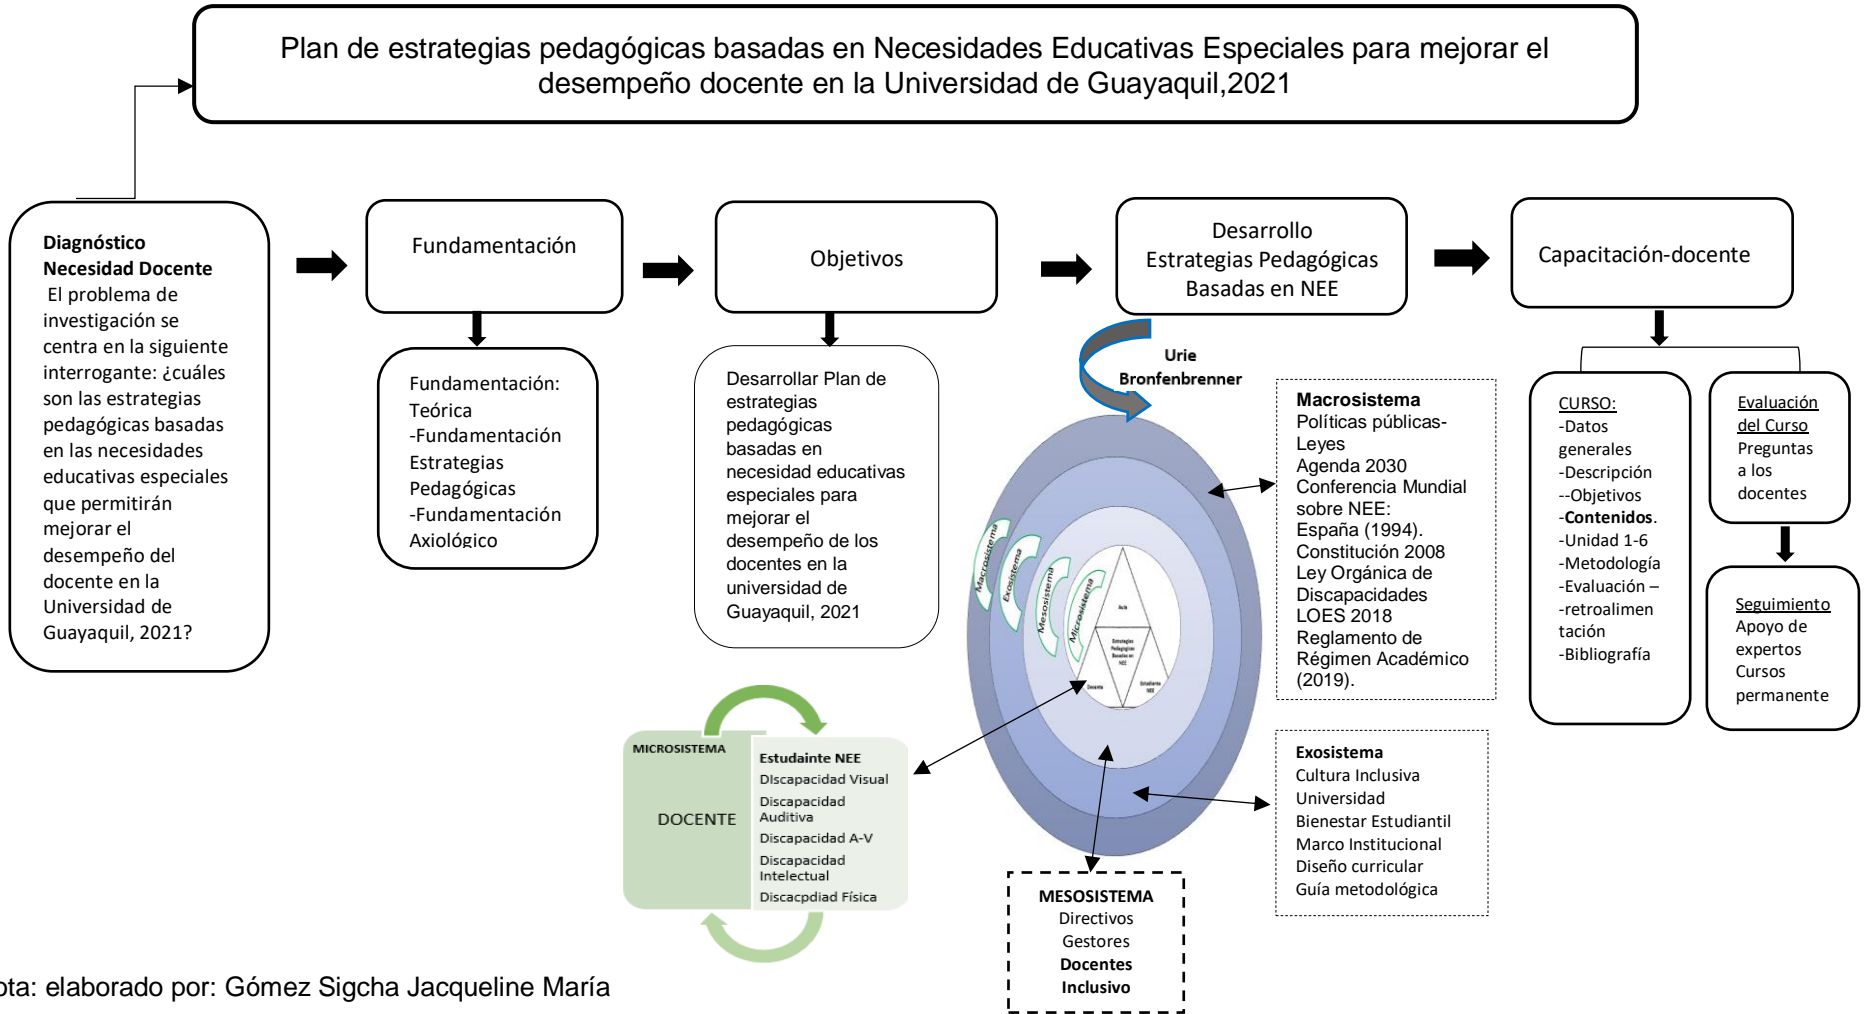 Plan de estrategias pedagógicas basadas en Necesidades Educativas Especiales para mejorar el
desempeño docente en la Universidad de Guayaquil,2021
Diagnóstico
Necesidad Docente
El problema de
investigación se
centra en la siguiente
interrogante: ¿cuáles
son las estrategias
pedagógicas basadas
en las necesidades
educativas especiales
que permitirán
mejorar el
desempeño del
docente en la
Universidad de
Guayaquil, 2021?
Fundamentación
Fundamentación:
Teórica
-Fundamentación
Estrategias
Pedagógicas
-Fundamentación
Axiológico
Objetivos
Desarrollar Plan de
estrategias
pedagógicas
basadas en
necesidad educativas
especiales para
mejorar el
desempeño de los
docentes en la
universidad de
Guayaquil, 2021
Desarrollo
Estrategias Pedagógicas
Basadas en NEE
Urie
Bronfenbrenner
Macrosistema
Exosistema
Mesosistema
Microsistema
Aula
Estrategias
Pedagógicas
Basadas en
NEE
Docente
Estudiante
NEE
Macrosistema
Políticas públicas-
Leyes
Agenda 2030
Conferencia Mundial
sobre NEE:
España (1994).
Constitución 2008
Ley Orgánica de
Discapacidades
LOES 2018
Reglamento de
Régimen Académico
(2019).
Exosistema
Cultura Inclusiva
Universidad
Bienestar Estudiantil
Marco Institucional
Diseño curricular
Guía metodológica
MESOSISTEMA
Directivos
Gestores
Docentes
Inclusivo
MICROSISTEMA
DOCENTE
Estudainte NEE
DIscapacidad Visual
Discapacidad
Auditiva
Discapacidad A-V
Discapacidad
Intelectual
Discacpdiad Física
Capacitación-docente
CURSO:
-Datos
generales
-Descripción
--Objetivos
-Contenidos.
-Unidad 1-6
-Metodología
-Evaluación –
-retroalimen
tación
-Bibliografía
Evaluación
del Curso
Preguntas
a los
docentes
Seguimiento
Apoyo de
expertos
Cursos
permanente
ota: elaborado por: Gómez Sigcha Jacqueline María